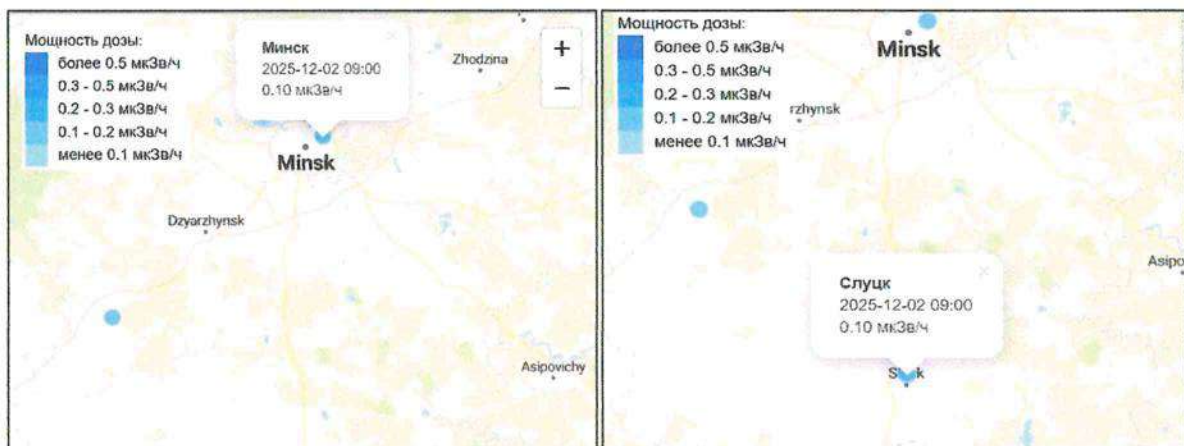 Мощность дозы:
более 0.5 мкЗв/ч
0.3 - 0.5 мкЗв/ч
0.2 - 0.3 мкЗв/ч
0.1 - 0.2 мкЗв/ч
менее 0.1 мкЗв/ч
Минск
2025-12-02 09:00
0.10 мкЗв/ч
×
+
−
Zhodzina
Minsk
Dzyarzhynsk
Asipovichy
Мощность дозы:
более 0.5 мкЗв/ч
0.3 - 0.5 мкЗв/ч
0.2 - 0.3 мкЗв/ч
0.1 - 0.2 мкЗв/ч
менее 0.1 мкЗв/ч
Minsk
rzhynsk
Asipo
Слуцк
2025-12-02 09:00
0.10 мкЗв/ч
×